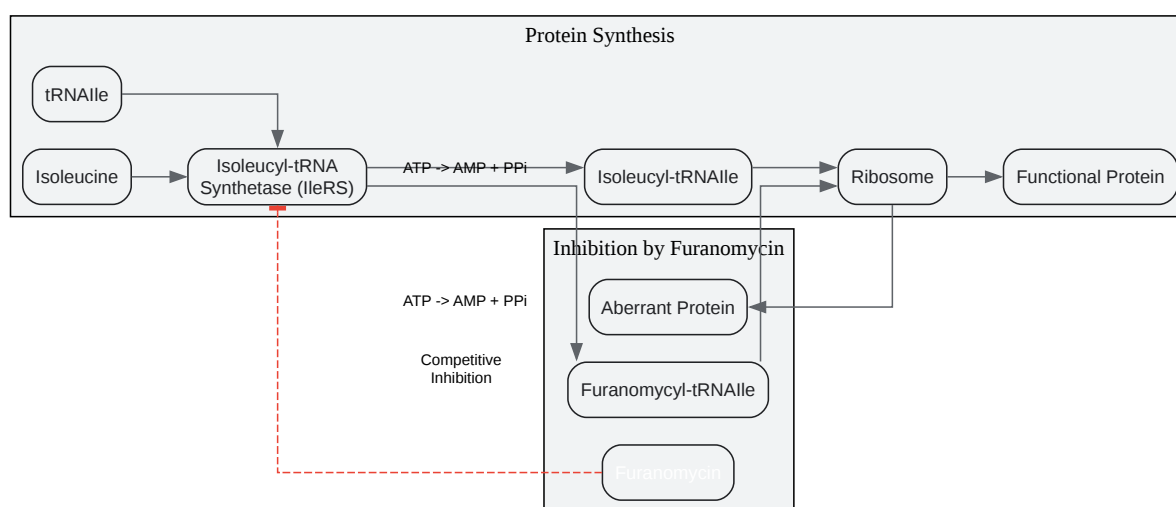 Protein Synthesis
tRNAIle
Isoleucine
Isoleucyl-tRNA
Synthetase (IleRS)
ATP -> AMP + PPi
Isoleucyl-tRNAIle
Ribosome
Functional Protein
Inhibition by Furanomycin
Aberrant Protein
ATP -> AMP + PPi
Competitive
Inhibition
Furanomycyl-tRNAIle
Furanomycin